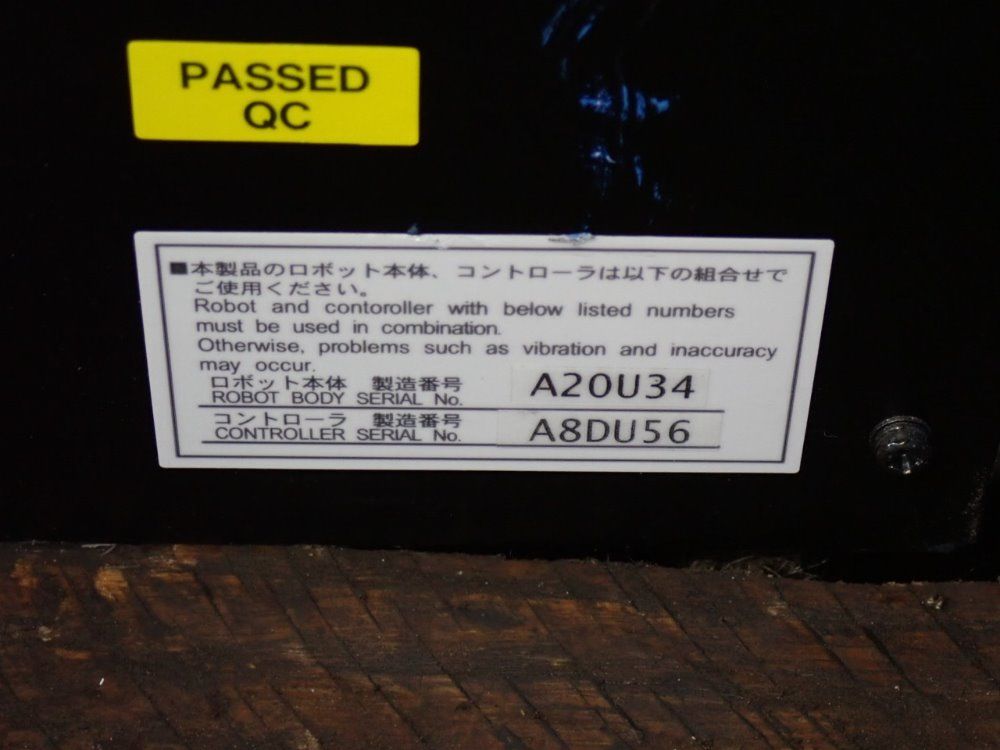 PASSED
QC
■本製品のロボット本体、コントローラは以下の組合せで
ご使用ください。
Robot and contoroller with below listed numbers
must be used in combination.
Otherwise, problems such as vibration and inaccuracy
may occur.
ロボット本体 製造番号
ROBOT BODY SERIAL No. A20U34
コントローラ 製造番号
CONTROLLER SERIAL No. A8DU56